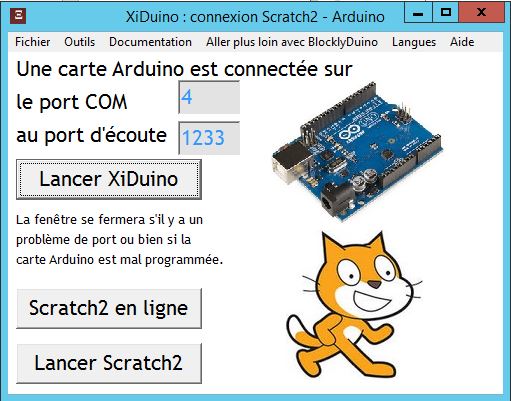 XiDuino : connexion Scratch2 - Arduino
Fichier Outils Documentation Aller plus loin avec BlocklyDuino Langues Aide
Une carte Arduino est connectée sur
le port COM 4
au port d'écoute 1233
Lancer XiDuino
La fenêtre se fermera s'il y a un
problème de port ou bien si la
carte Arduino est mal programmée.
Scratch2 en ligne
Lancer Scratch2